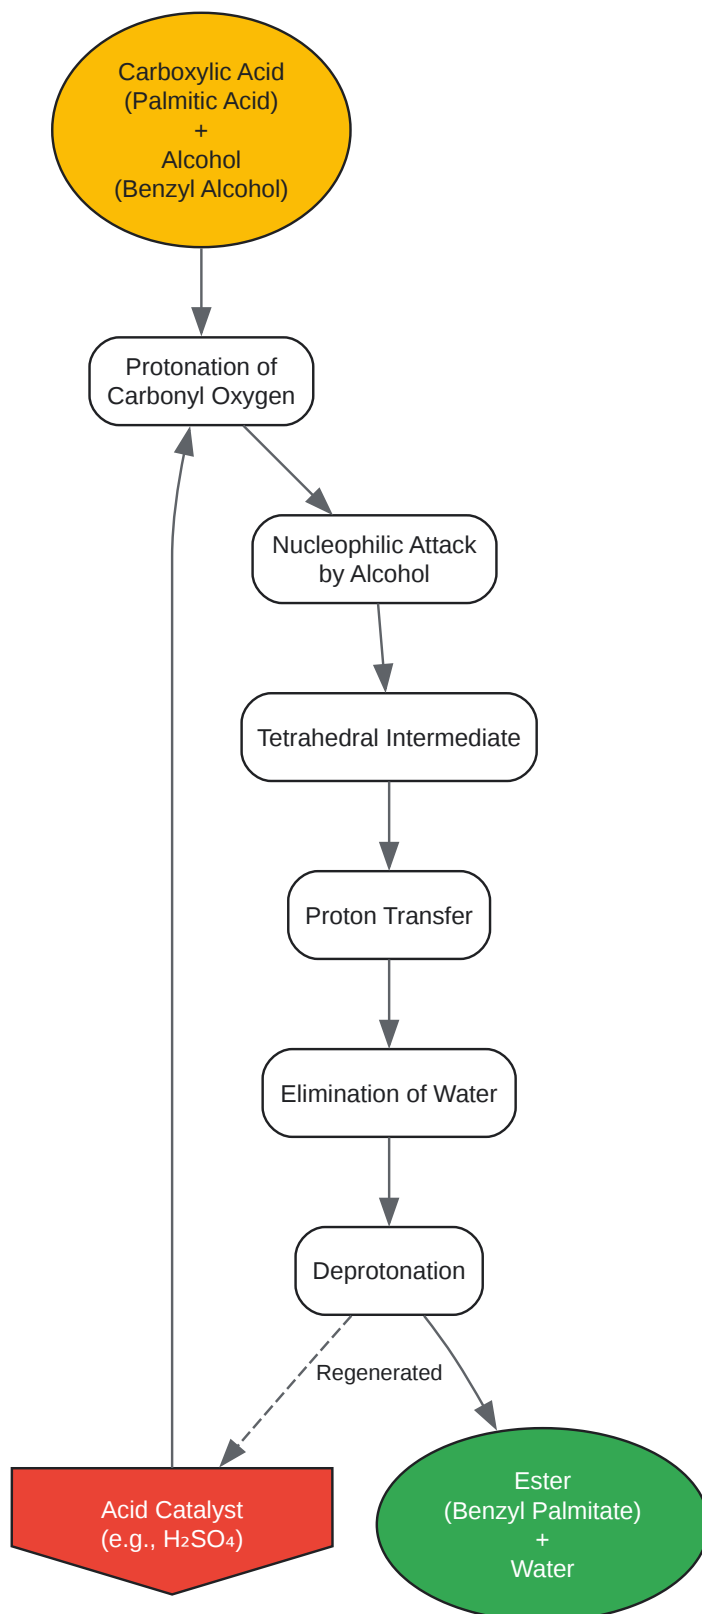 Carboxylic Acid
(Palmitic Acid)
+
Alcohol
(Benzyl Alcohol)
Protonation of
Carbonyl Oxygen
Nucleophilic Attack
by Alcohol
Tetrahedral Intermediate
Proton Transfer
Elimination of Water
Deprotonation
Regenerated
Acid Catalyst
(e.g., H₂SO₄)
Ester
(Benzyl Palmitate)
+
Water